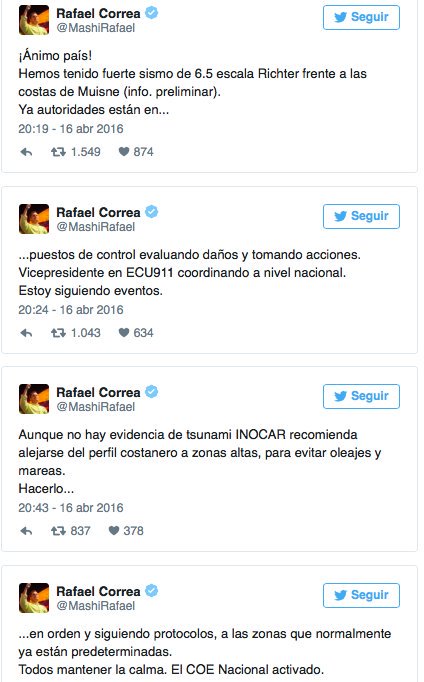 Rafael Correa
@MashiRafael
Seguir
¡Ánimo país!
Hemos tenido fuerte sismo de 6.5 escala Richter frente a las
costas de Muisne (info. preliminar).
Ya autoridades están en...
20:19 - 16 abr 2016
1.549 874
Rafael Correa
@MashiRafael
Seguir
...puestos de control evaluando daños y tomando acciones.
Vicepresidente en ECU911 coordinando a nivel nacional.
Estoy siguiendo eventos.
20:24 - 16 abr 2016
1.043 634
Rafael Correa
@MashiRafael
Seguir
Aunque no hay evidencia de tsunami INOCAR recomienda
alejarse del perfil costanero a zonas altas, para evitar oleajes y
mareas.
Hacerlo...
20:43 - 16 abr 2016
837 378
Rafael Correa
@MashiRafael
Seguir
...en orden y siguiendo protocolos, a las zonas que normalmente
ya están predeterminadas.
Todos mantener la calma. El COE Nacional activado.